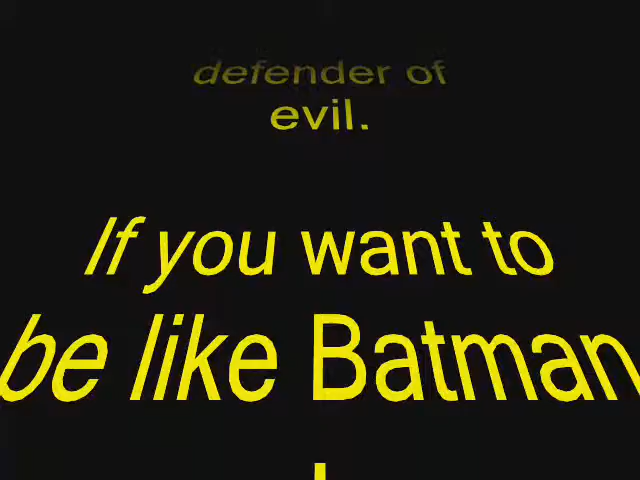 defender of
evil.
If you want to
be like Batman